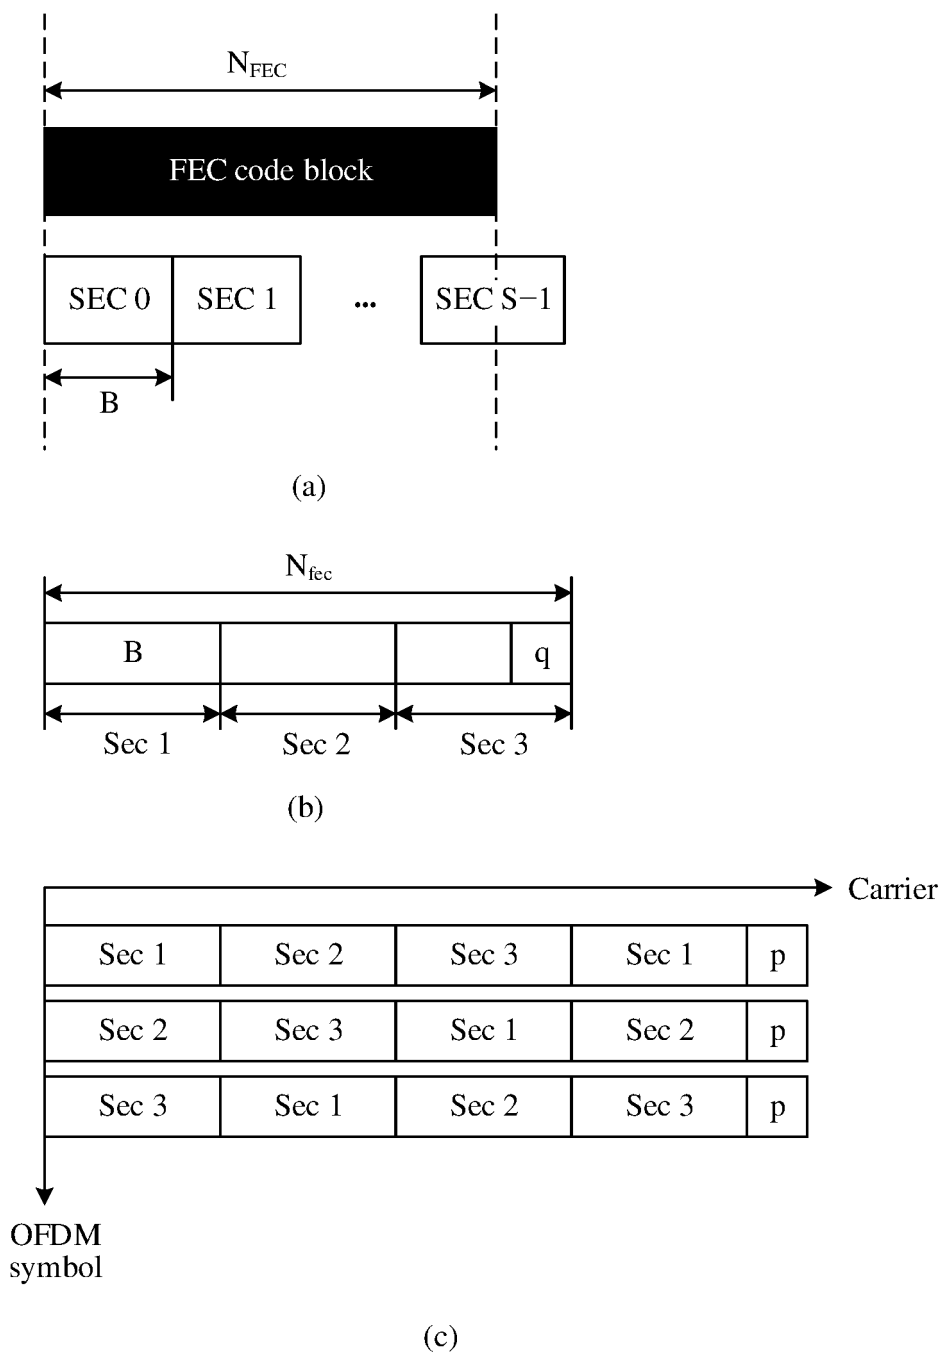 N_FEC
FEC code block
SEC 0 SEC 1 ... SEC S−1
B
(a)
N_fec
B q
Sec 1 Sec 2 Sec 3
(b)
Carrier
Sec 1 Sec 2 Sec 3 Sec 1 p
Sec 2 Sec 3 Sec 1 Sec 2 p
Sec 3 Sec 1 Sec 2 Sec 3 p
OFDM
symbol
(c)